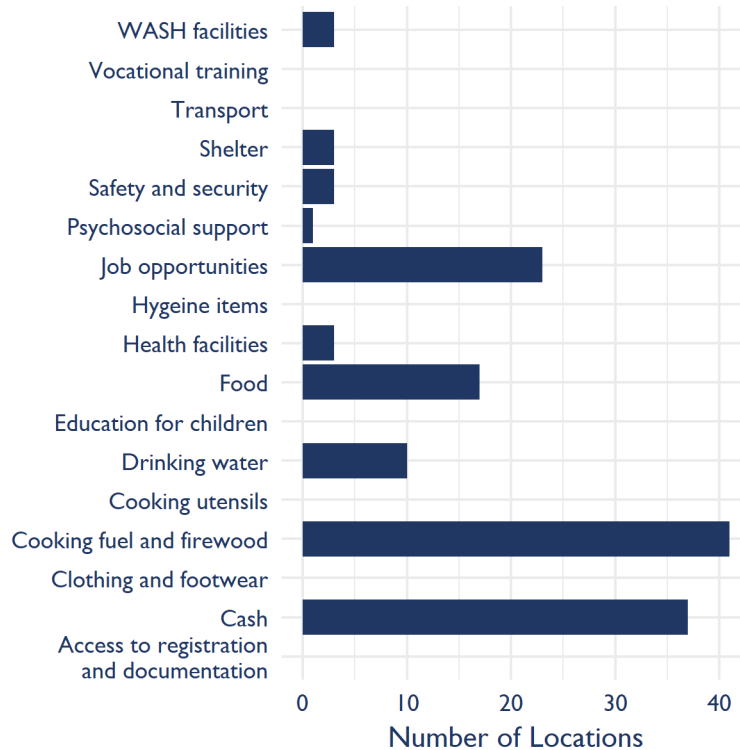 WASH facilities
Vocational training
Transport
Shelter
Safety and security
Psychosocial support
Job opportunities
Hygeine items
Health facilities
Food
Education for children
Drinking water
Cooking utensils
Cooking fuel and firewood
Clothing and footwear
Cash
Access to registration
and documentation
0 10 20 30 40
Number of Locations